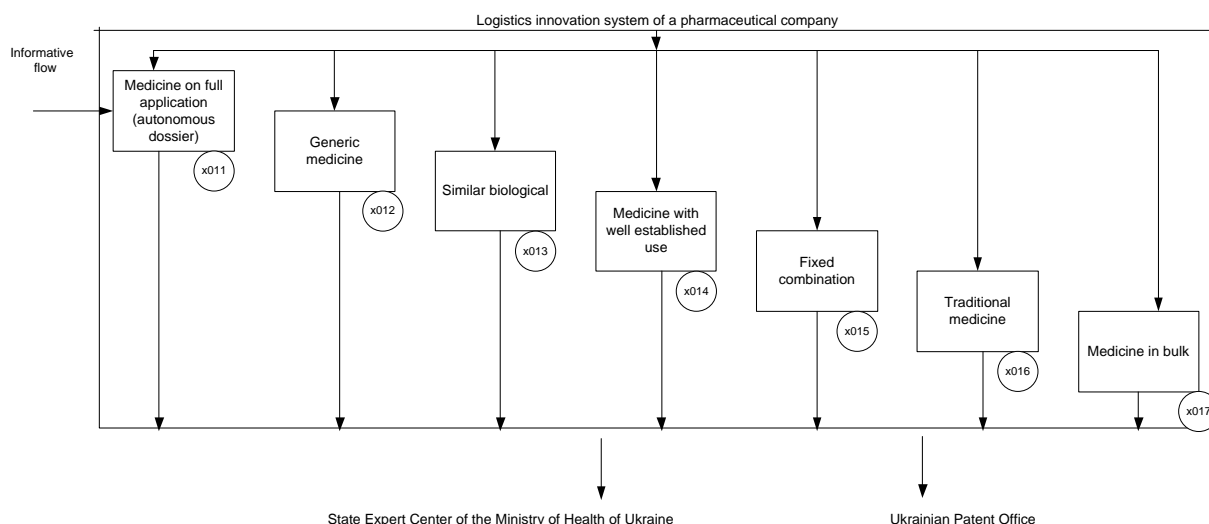 Logistics innovation system of a pharmaceutical company
Informative
flow
Medicine on full
application
(autonomous
dossier)
x011
Generic
medicine
x012
Similar biological
x013
Medicine with
well established
use
x014
Fixed
combination
x015
Traditional
medicine
x016
Medicine in bulk
x017
State Expert Center of the Ministry of Health of Ukraine
Ukrainian Patent Office